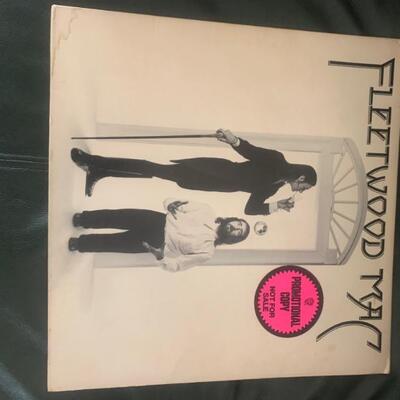 FLEETWOOD MAC
PROMOTIONAL
COPY
NOT FOR
SALE